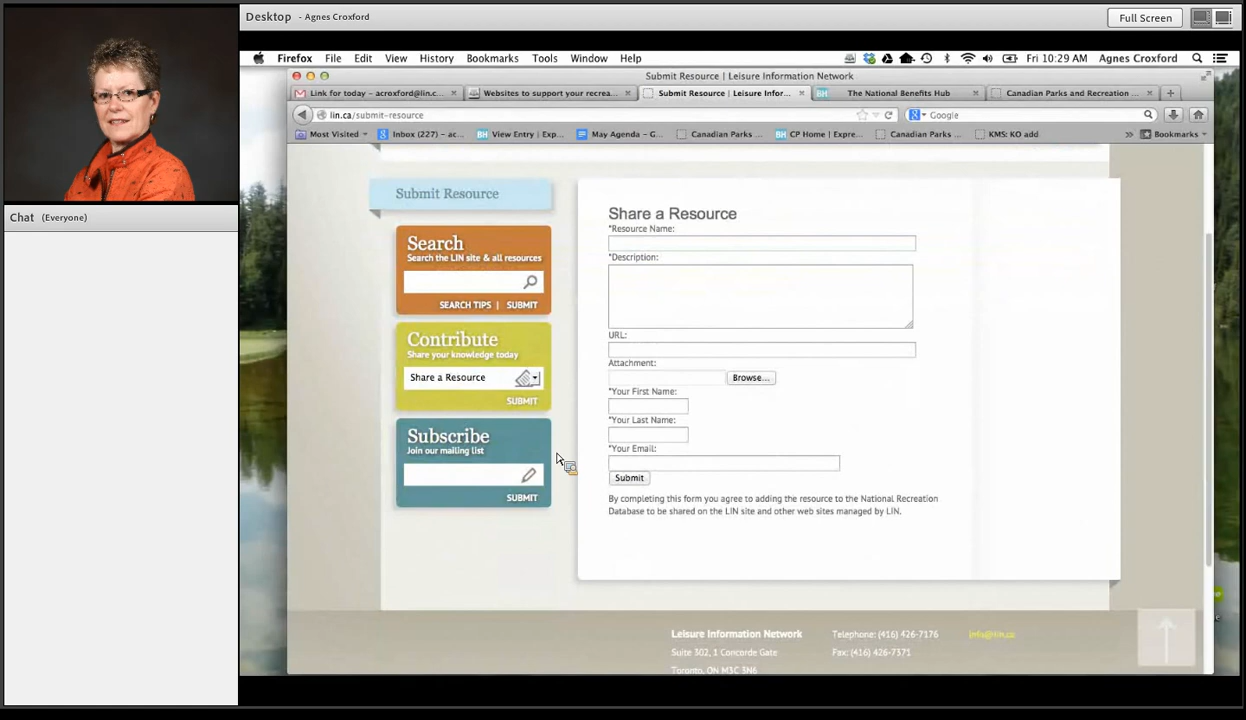 Desktop - Agnes Croxford
Full Screen
Firefox File Edit View History Bookmarks Tools Window Help
Fri 10:29 AM Agnes Croxford
Submit Resource | Leisure Information Network
Link for today - acroxford@lin.c...
Websites to support your recrea...
Submit Resource | Leisure Infor...
The National Benefits Hub
Canadian Parks and Recreation ...
lin.ca/submit-resource
Google
Most Visited
Inbox (227) - ac...
View Entry | Exp...
May Agenda - G...
Canadian Parks ...
CP Home | Expre...
Canadian Parks ...
KMS: KO add
Bookmarks
Chat (Everyone)
Submit Resource
Search
Search the LIN site & all resources
SEARCH TIPS | SUBMIT
Contribute
Share your knowledge today
Share a Resource
SUBMIT
Subscribe
Join our mailing list
SUBMIT
Share a Resource
*Resource Name:
*Description:
URL:
Attachment:
Browse...
*Your First Name:
*Your Last Name:
*Your Email:
Submit
By completing this form you agree to adding the resource to the National Recreation
Database to be shared on the LIN site and other web sites managed by LIN.
Leisure Information Network
Suite 302, 1 Concorde Gate
Toronto, ON M3C 3N6
Telephone: (416) 426-7176
Fax: (416) 426-7371
info@lin.ca